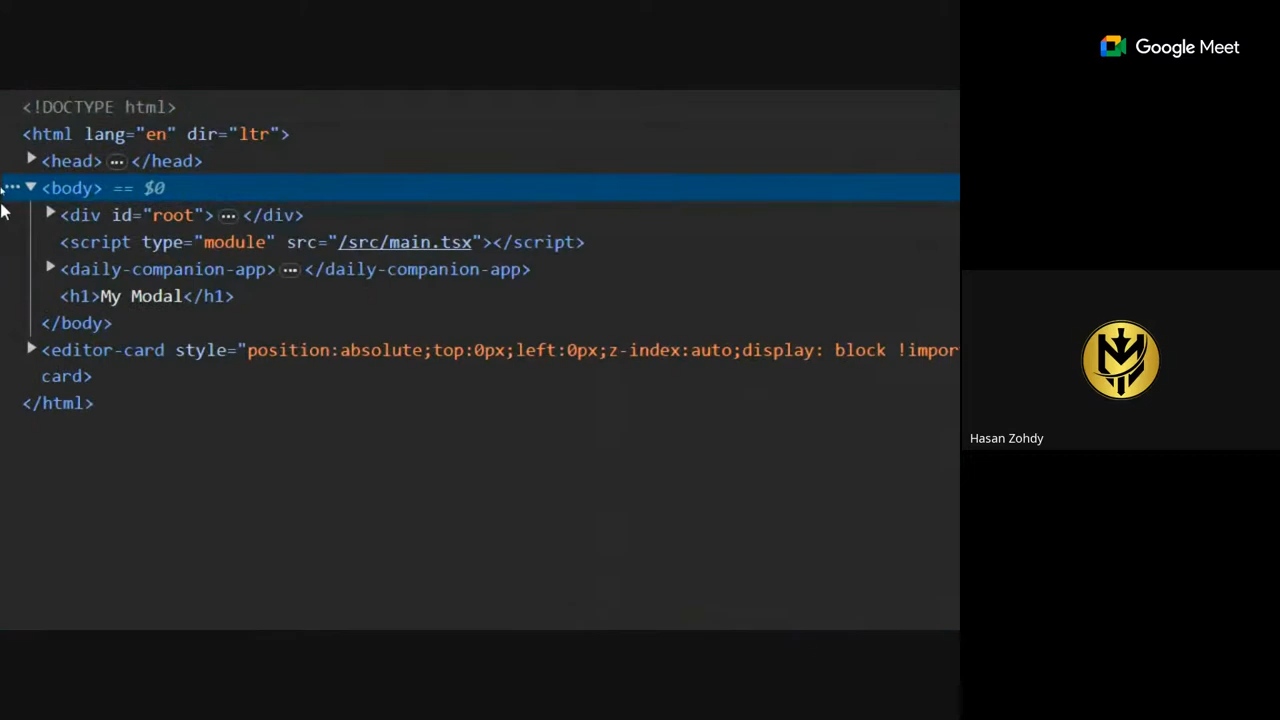 Google Meet
<!DOCTYPE html>
<html lang="en" dir="ltr">
<head> ... </head>
... <body> == $0
<div id="root"> ... </div>
<script type="module" src="/src/main.tsx"></script>
<daily-companion-app> ... </daily-companion-app>
<h1>My Modal</h1>
</body>
<editor-card style="position:absolute;top:0px;left:0px;z-index:auto;display: block !impor
card>
</html>
Hasan Zohdy